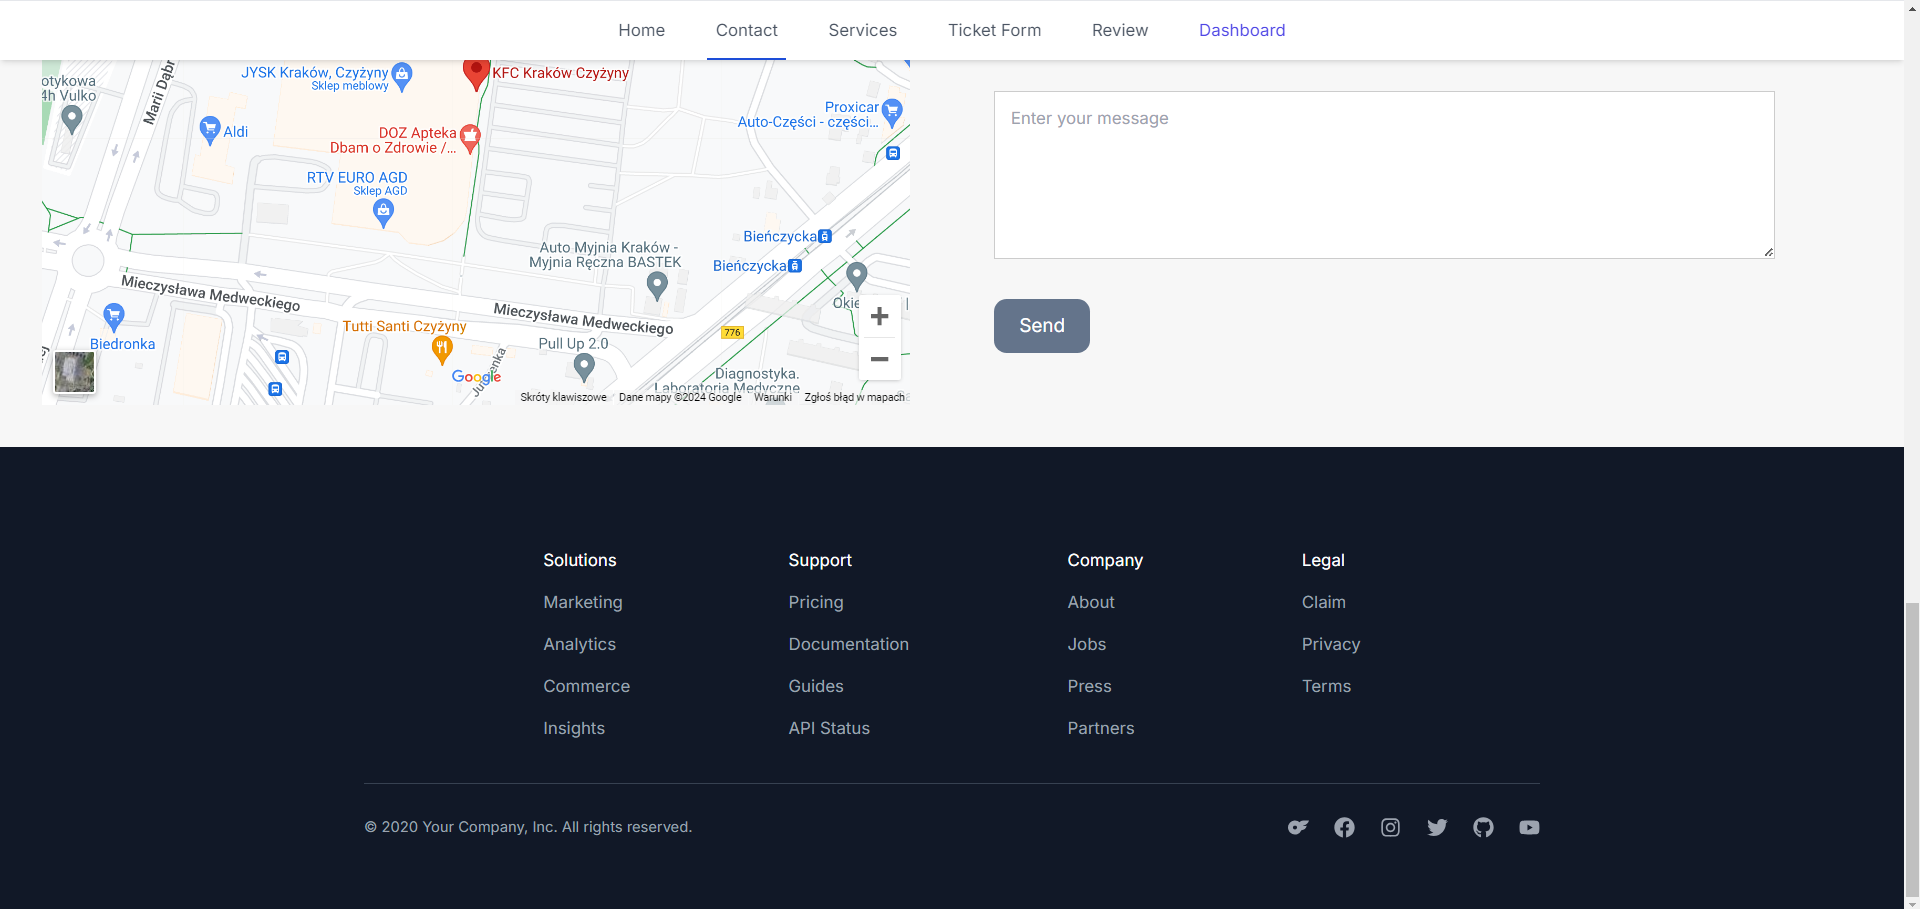 Home Contact Services Ticket Form Review Dashboard
otykowa
4h Vulko
Marii Dąbr
JYSK Kraków, Czyżyny
Sklep meblowy
KFC Kraków Czyżyny
Aldi
DOZ Apteka
Dbam o Zdrowie /...
Proxicar
Auto-Części - części...
RTV EURO AGD
Sklep AGD
Auto Myjnia Kraków -
Myjnia Ręczna BASTEK
Bieńczycka
Bieńczycka
Mieczysława Medweckiego
Mieczysława Medweckiego
Okie
Biedronka
Tutti Santi Czyżyny
Pull Up 2.0
776
Diagnostyka.
Laboratoria Medyczne
Google
Skróty klawiszowe Dane mapy ©2024 Google Warunki Zgłoś błąd w mapach
Enter your message
Send
Solutions
Marketing
Analytics
Commerce
Insights
Support
Pricing
Documentation
Guides
API Status
Company
About
Jobs
Press
Partners
Legal
Claim
Privacy
Terms
© 2020 Your Company, Inc. All rights reserved.